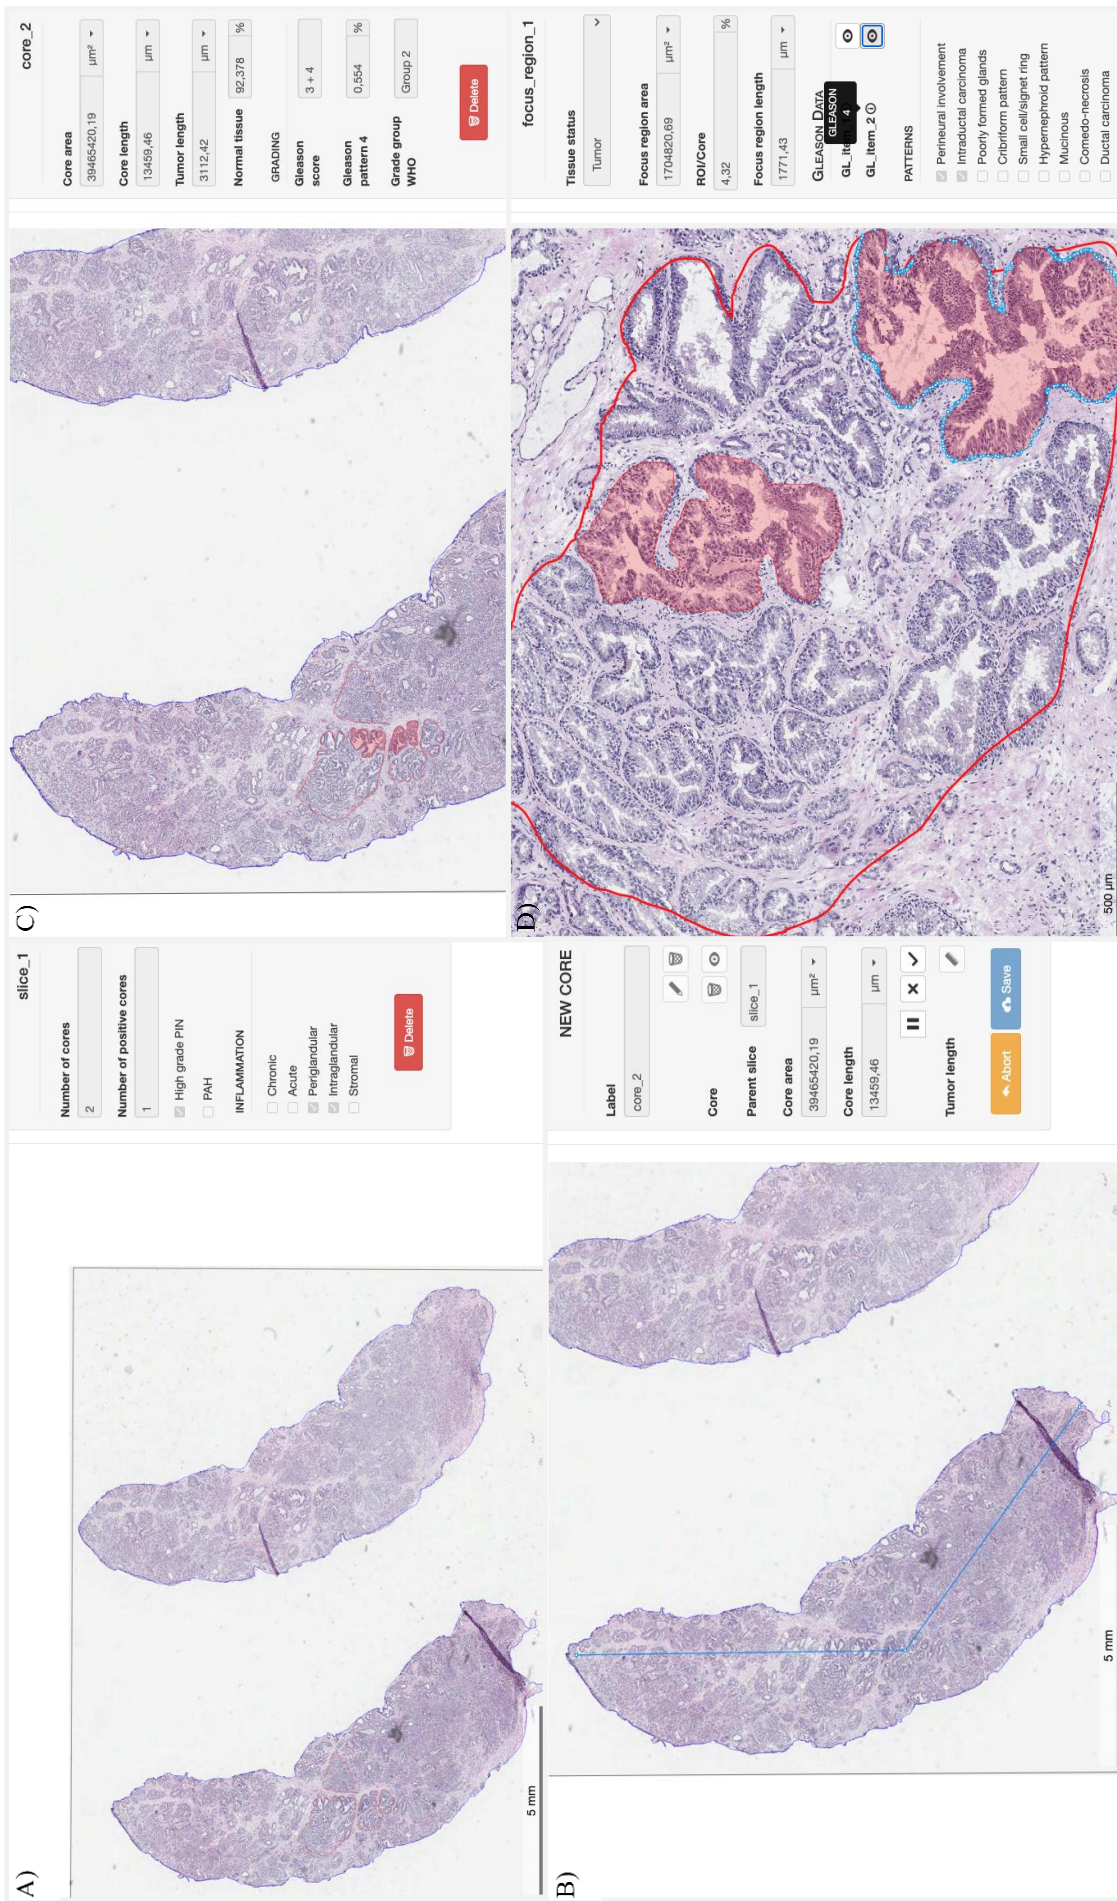 A)
slice_1
Number of cores
2
Number of positive cores
1
High grade PIN
PAH
INFLAMMATION
Chronic
Acute
Periglandular
Intraglandular
Stromal
Delete
5 mm
B)
NEW CORE
Label
core_2
Core
Parent slice
slice_1
Core area
39465420,19
µm²
Core length
13459,46
µm
Tumor length
Abort
Save
5 mm
C)
core_2
Core area
39465420,19
µm²
Core length
13459,46
µm
Tumor length
3112,42
µm
Normal tissue
92,378
%
GRADING
Gleason
score
3 + 4
Gleason
pattern 4
0,554
%
Grade group
WHO
Group 2
Delete
D)
focus_region_1
Tissue status
Tumor
Focus region area
1704820,69
µm²
ROI/Core
4,32
%
Focus region length
1771,43
µm
GLEASON DATA
GLEASON
4
GL_item_2
PATTERNS
Perineural involvement
Intraductal carcinoma
Poorly formed glands
Cribriform pattern
Small cell/signet ring
Hypernephroid pattern
Mucinous
Comedo-necrosis
Ductal carcinoma
500 µm